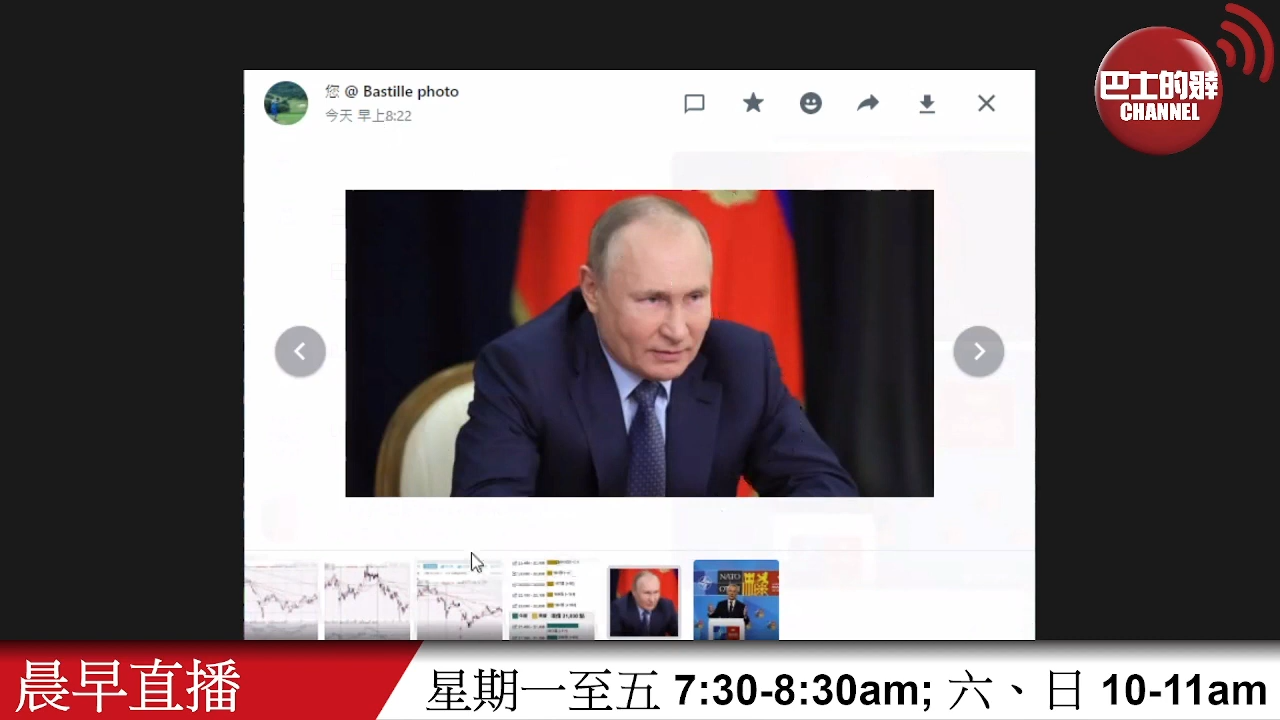 您 @ Bastille photo
今天 早上8:22
巴士的報
CHANNEL
NATO
OTAN
晨早直播
星期一至五 7:30-8:30am; 六、日 10-11am